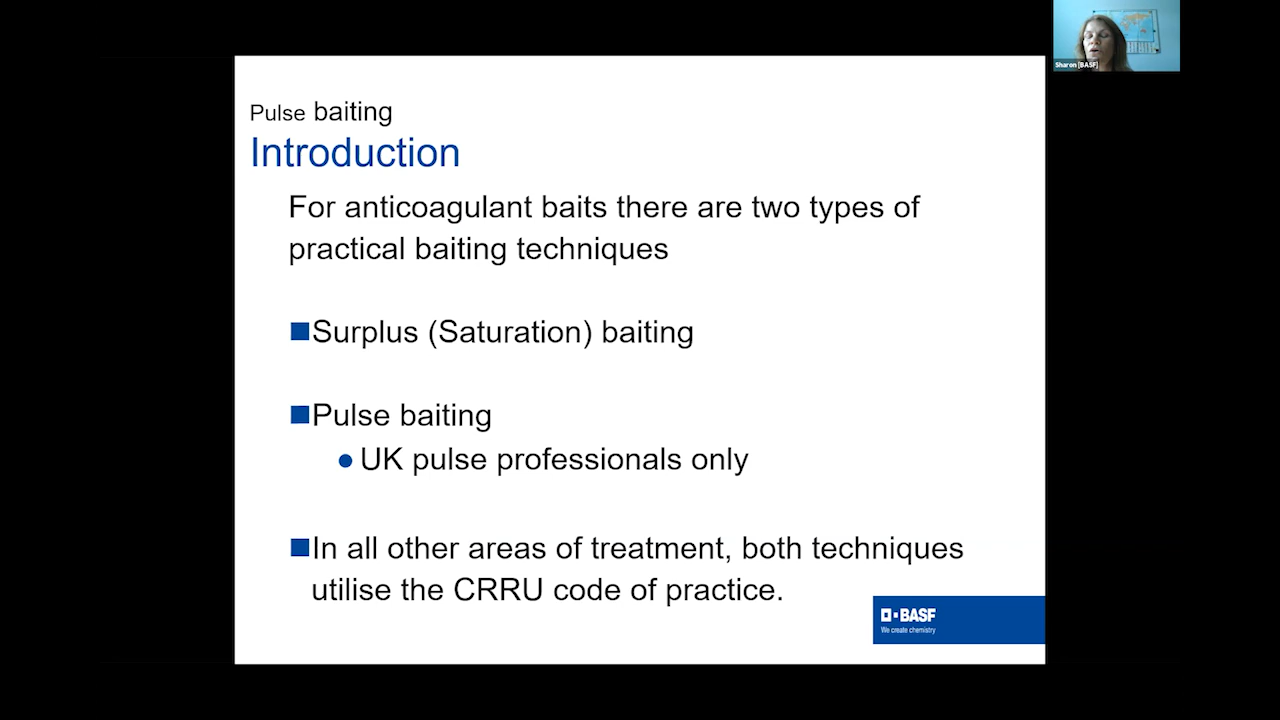 Sharon [BASF]
Pulse baiting
Introduction
For anticoagulant baits there are two types of
practical baiting techniques
Surplus (Saturation) baiting
Pulse baiting
UK pulse professionals only
In all other areas of treatment, both techniques
utilise the CRRU code of practice.
BASF
We create chemistry